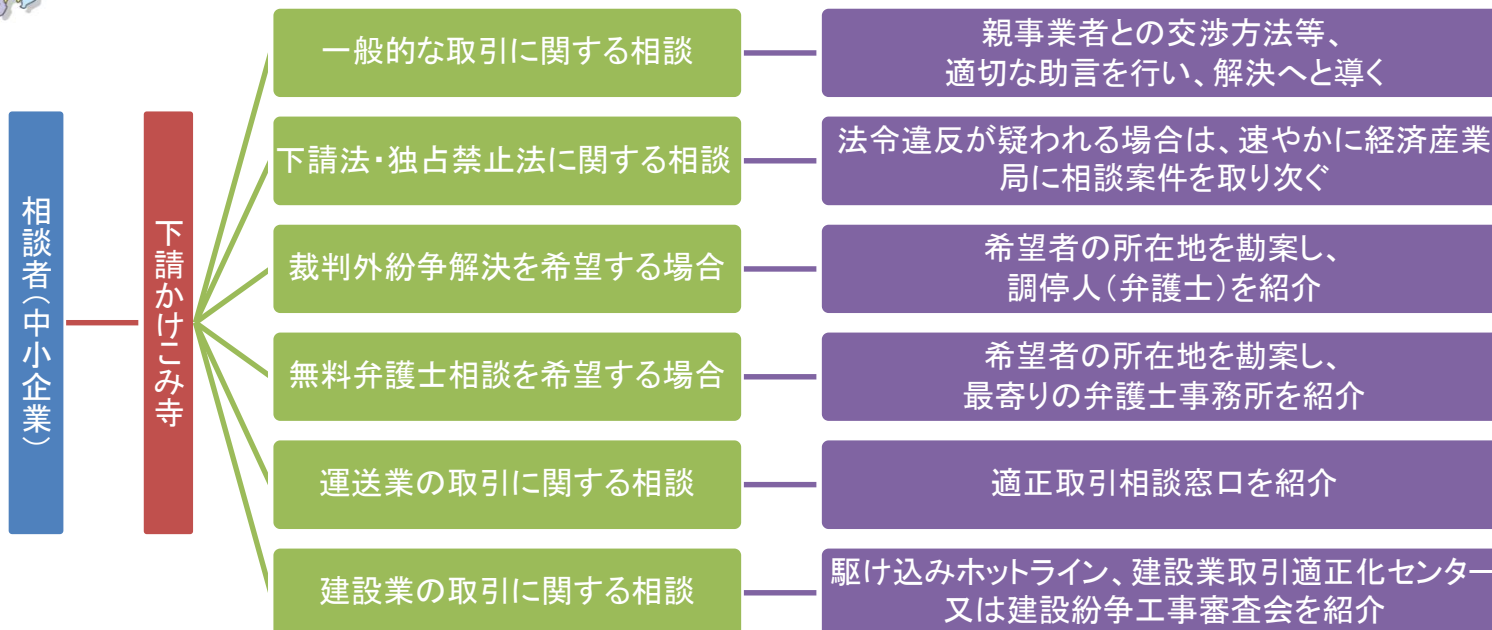 相談者（中小企業）
下請かけこみ寺
一般的な取引に関する相談
親事業者との交渉方法等、
適切な助言を行い、解決へと導く
下請法・独占禁止法に関する相談
法令違反が疑われる場合は、速やかに経済産業
局に相談案件を取り次ぐ
裁判外紛争解決を希望する場合
希望者の所在地を勘案し、
調停人（弁護士）を紹介
無料弁護士相談を希望する場合
希望者の所在地を勘案し、
最寄りの弁護士事務所を紹介
運送業の取引に関する相談
適正取引相談窓口を紹介
建設業の取引に関する相談
駆け込みホットライン、建設業取引適正化センター
又は建設紛争工事審査会を紹介